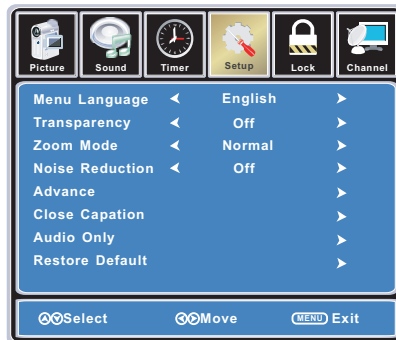 Picture Sound Timer Setup Lock Channel
Menu Language English
Transparency Off
Zoom Mode Normal
Noise Reduction Off
Advance
Close Capation
Audio Only
Restore Default
Select Move MENU Exit